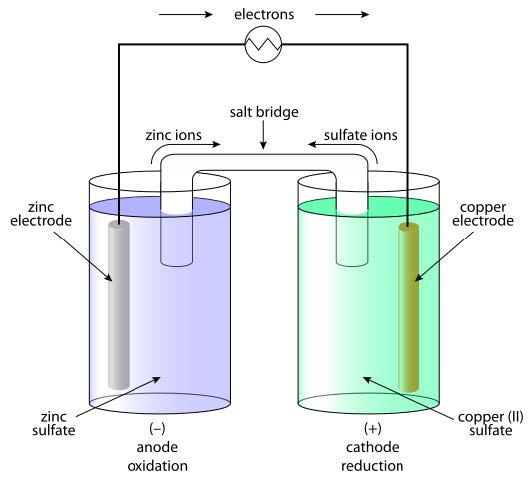 electrons
salt bridge
zinc ions
sulfate ions
zinc
electrode
copper
electrode
zinc
sulfate
copper (II)
sulfate
(–)
anode
oxidation
(+)
cathode
reduction